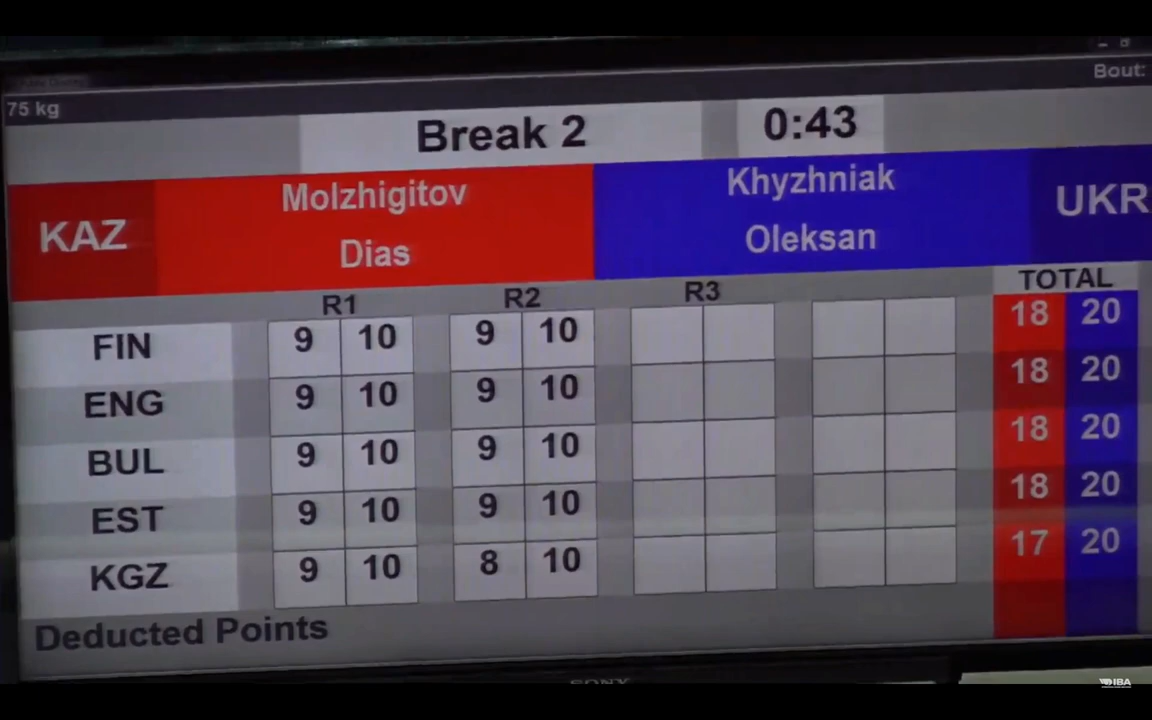 Bout:
75 kg
Break 2 0:43
KAZ Molzhigitov Dias
Khyzhniak Oleksan UKR
R1 R2 R3 TOTAL
FIN 9 10 9 10 18 20
ENG 9 10 9 10 18 20
BUL 9 10 9 10 18 20
EST 9 10 9 10 18 20
KGZ 9 10 8 10 17 20
Deducted Points
SONY
IBA